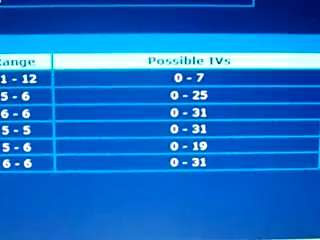 ange Possible IVs
1 - 12 0 - 7
5 - 6 0 - 25
6 - 6 0 - 31
5 - 5 0 - 31
5 - 6 0 - 19
6 - 6 0 - 31